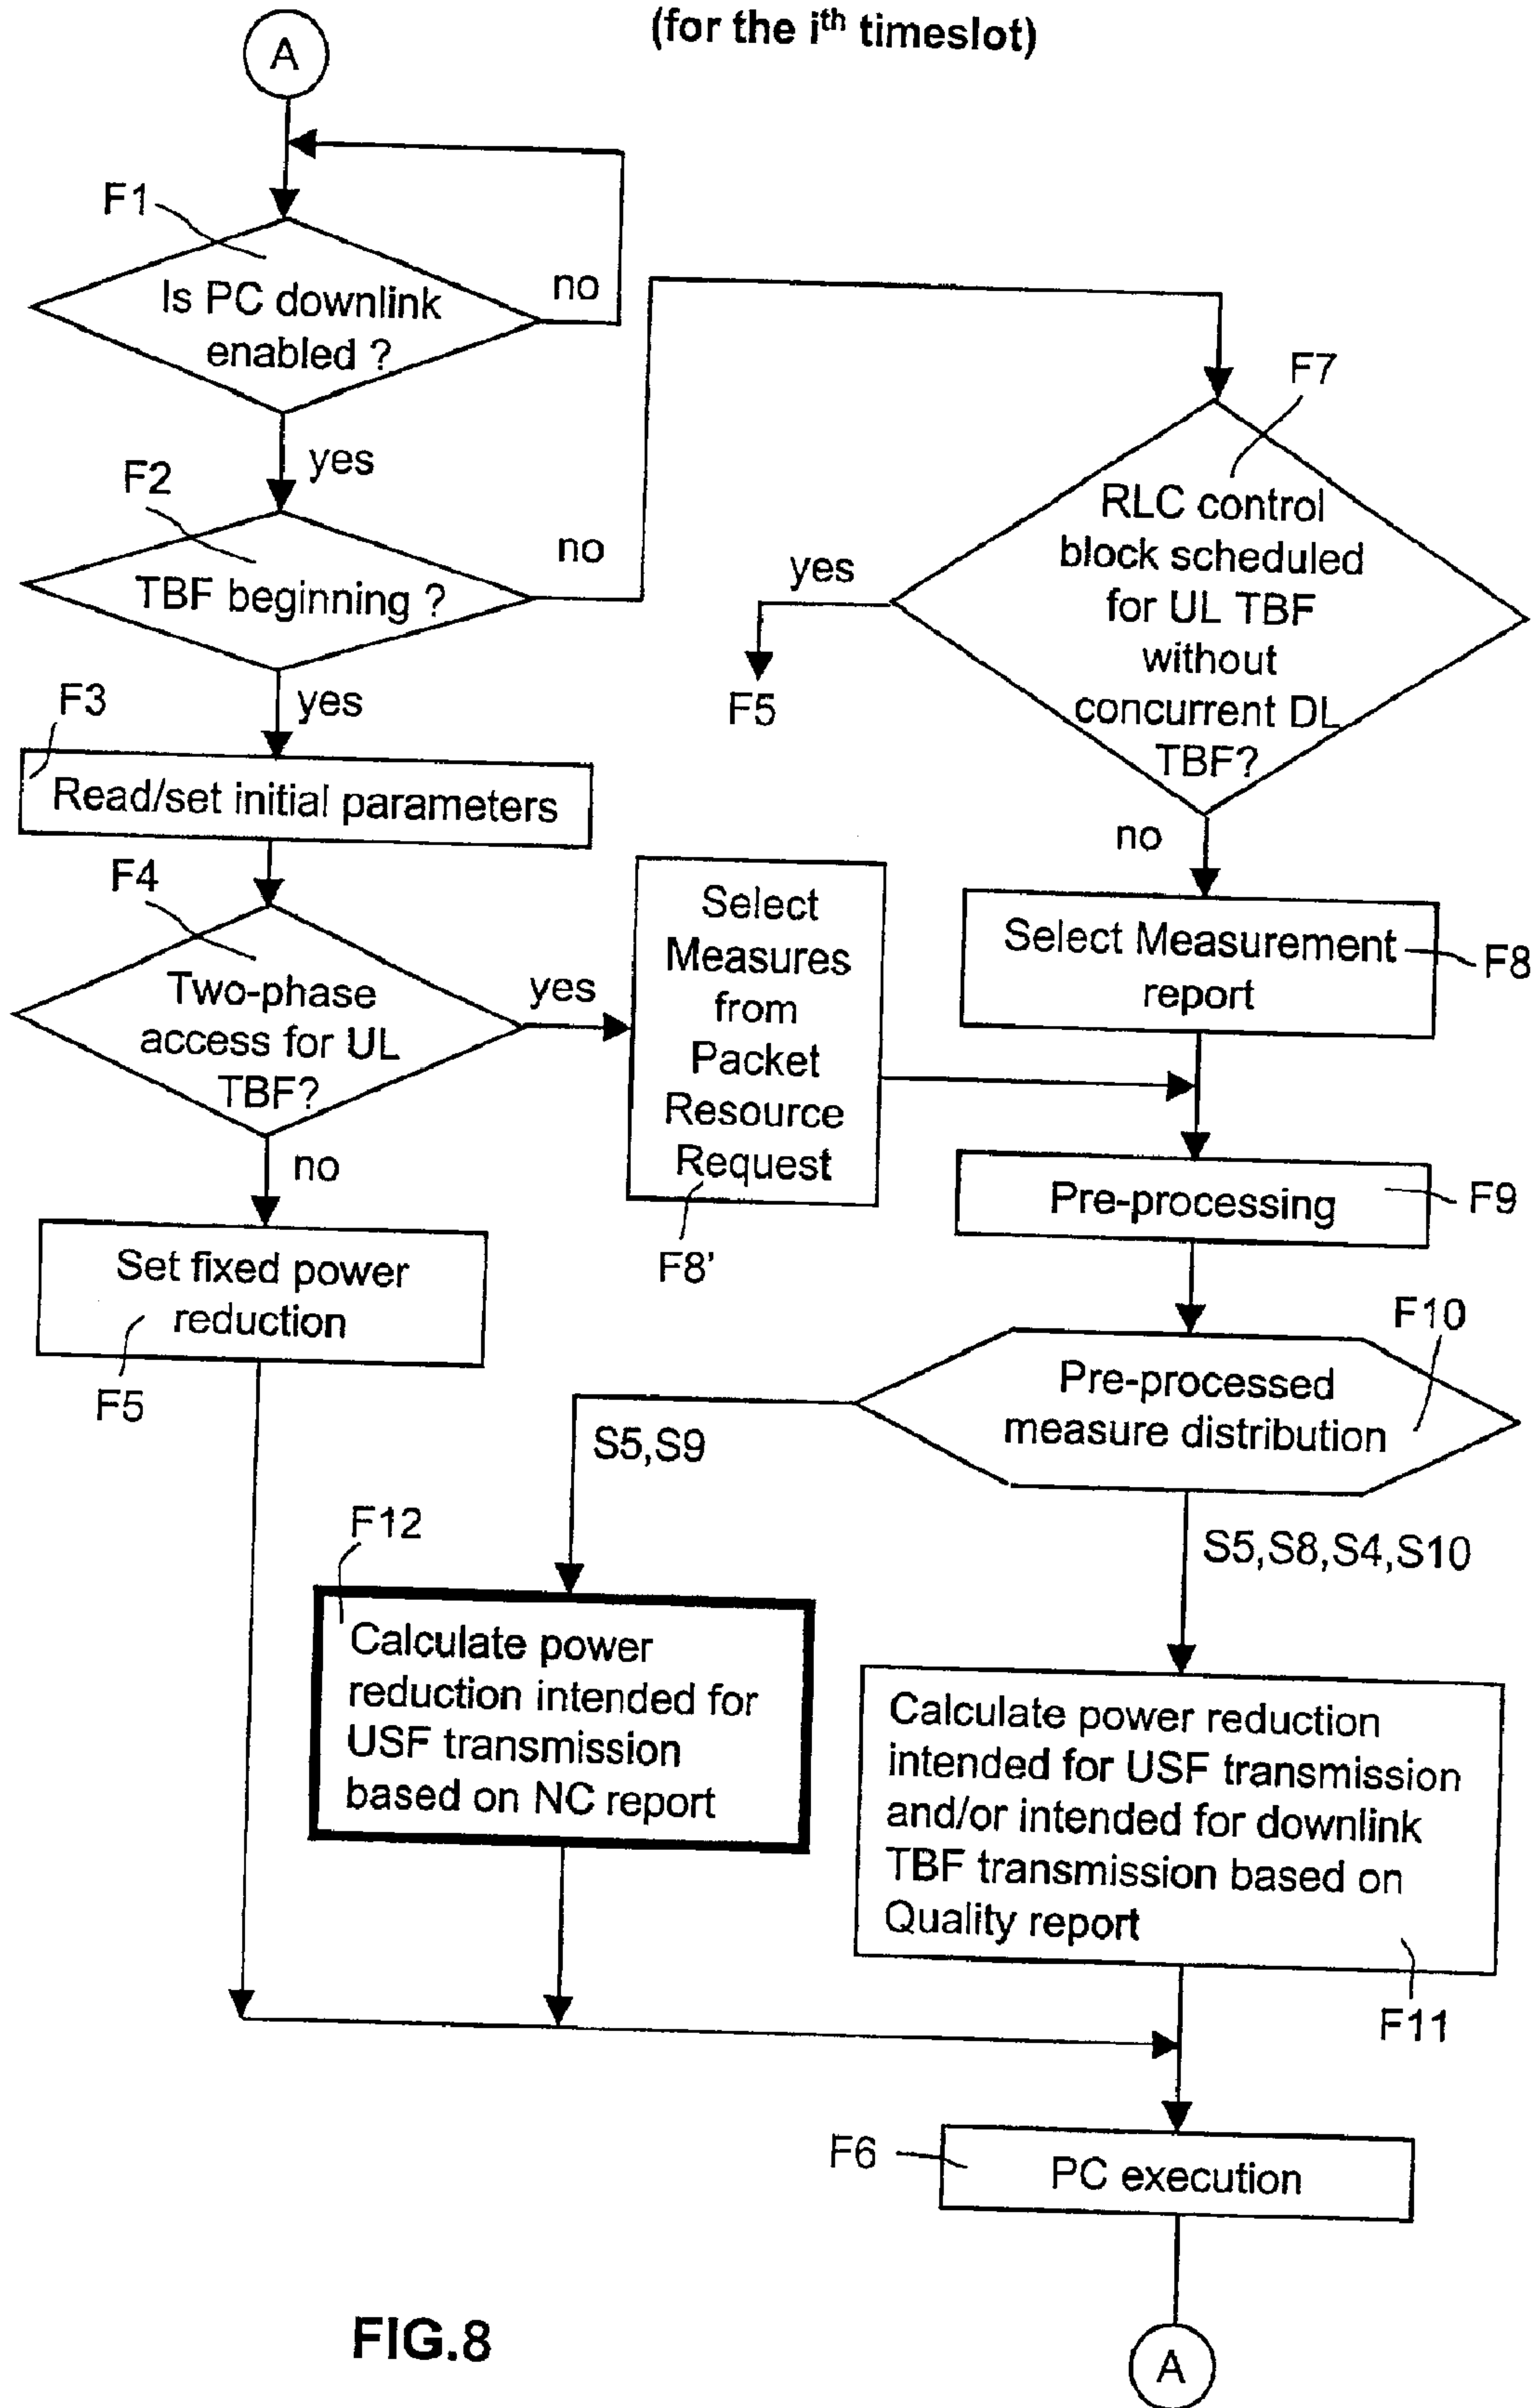 (for the ith timeslot)
A
F1
Is PC downlink
enabled ?
no
yes
F2
TBF beginning ?
no
yes
F3
Read/set initial parameters
F4
Two-phase
access for UL
TBF?
yes
no
Set fixed power
reduction
F5
Select
Measures
from
Packet
Resource
Request
F8'
F7
RLC control
block scheduled
for UL TBF
without
concurrent DL
TBF?
yes
F5
no
Select Measurement
report
F8
Pre-processing
F9
F10
Pre-processed
measure distribution
S5,S9
S5,S8,S4,S10
F12
Calculate power
reduction intended for
USF transmission
based on NC report
Calculate power reduction
intended for USF transmission
and/or intended for downlink
TBF transmission based on
Quality report
F11
F6
PC execution
A
FIG.8